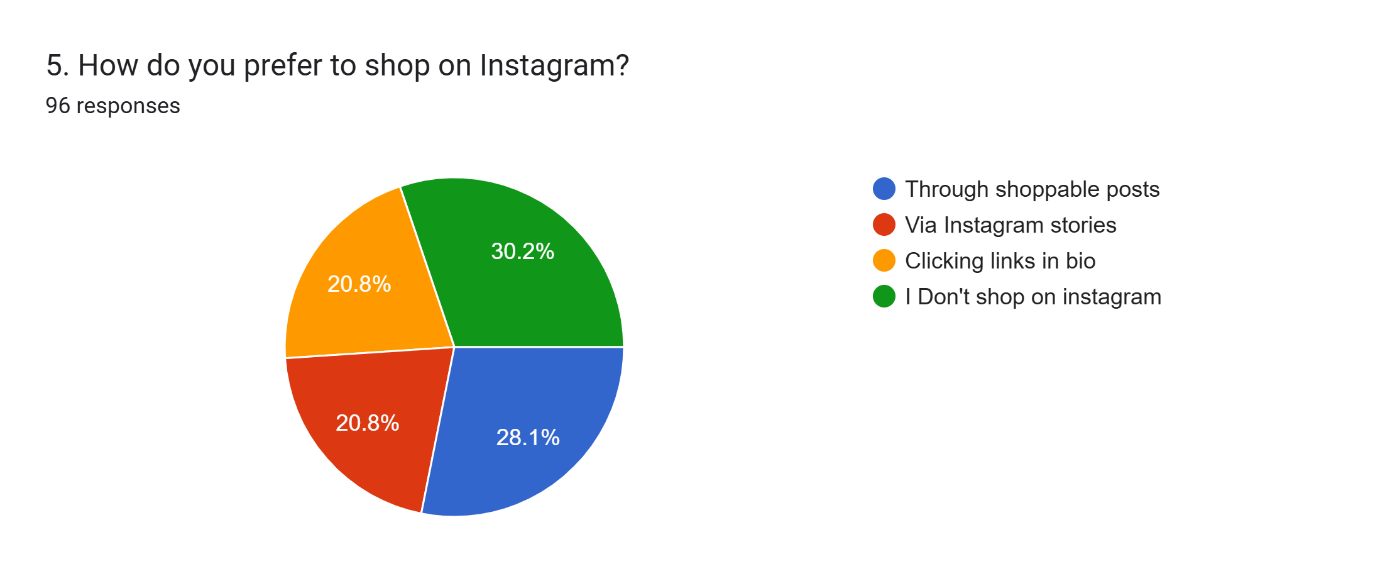 5. How do you prefer to shop on Instagram?
96 responses
30.2%
20.8%
20.8%
28.1%
Through shoppable posts
Via Instagram stories
Clicking links in bio
I Don't shop on instagram